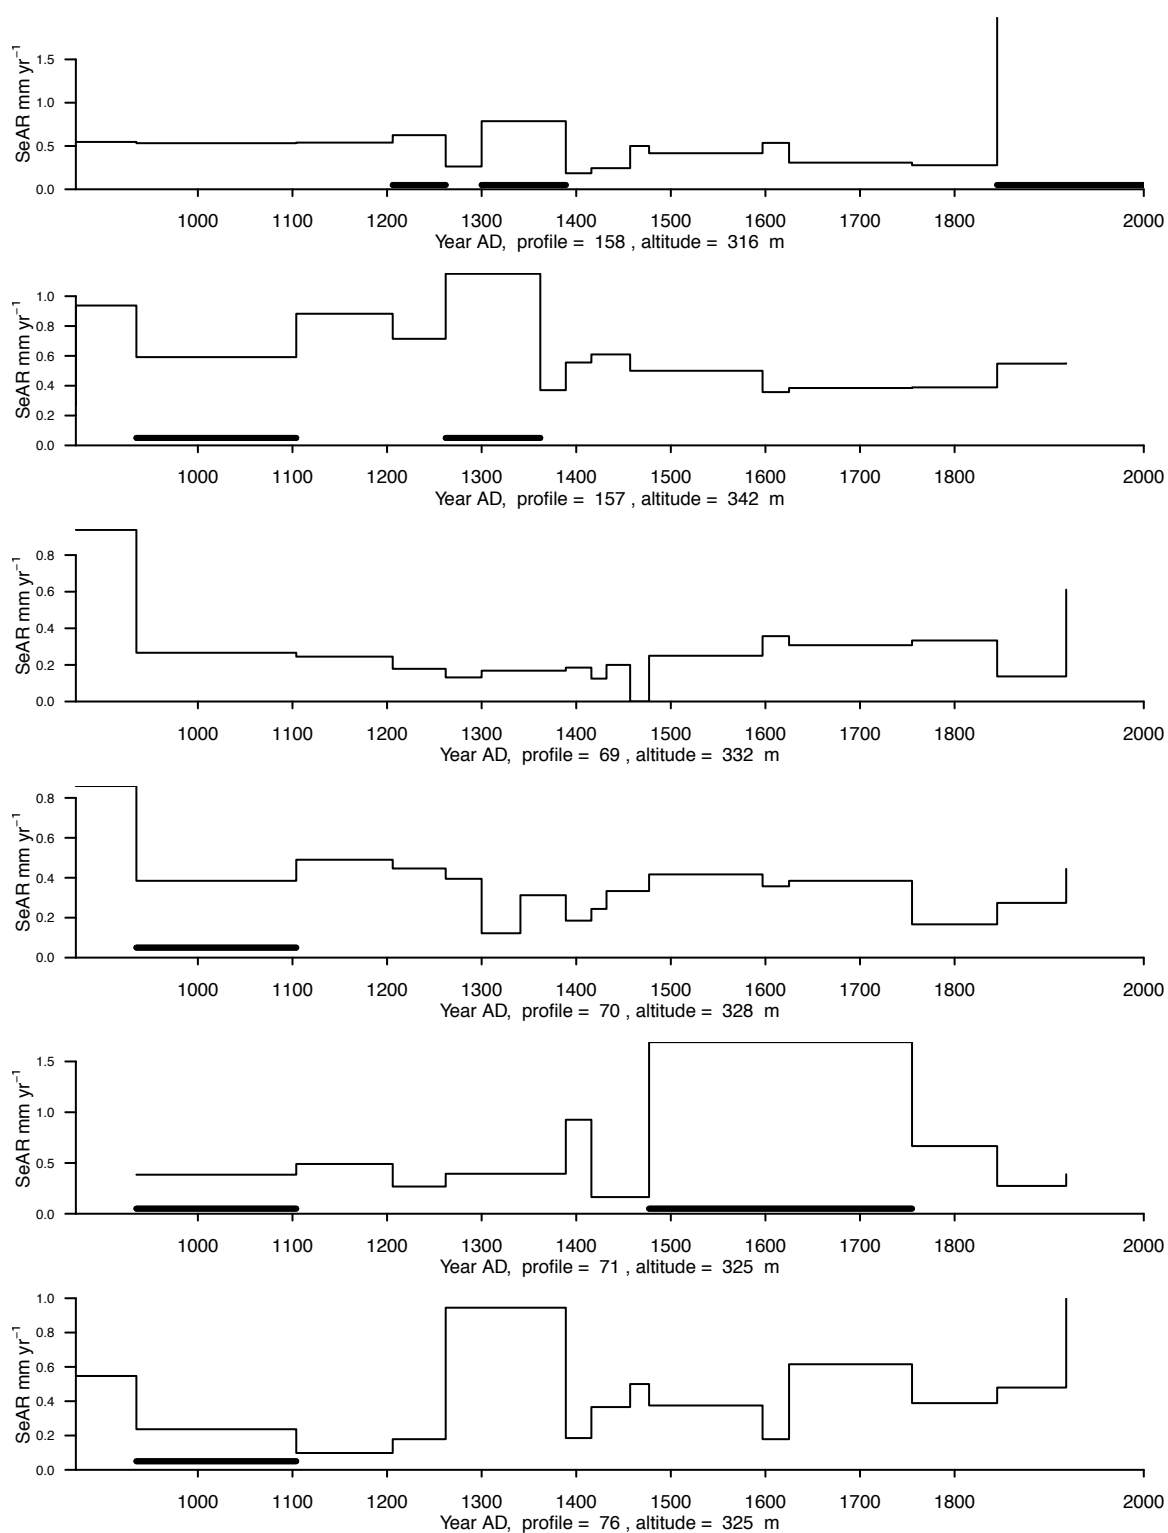 SeAR mm yr⁻¹
1.5
1.0
0.5
0.0
1000 1100 1200 1300 1400 1500 1600 1700 1800 2000
Year AD, profile = 158 , altitude = 316 m
SeAR mm yr⁻¹
1.0
0.8
0.6
0.4
0.2
0.0
1000 1100 1200 1300 1400 1500 1600 1700 1800 2000
Year AD, profile = 157 , altitude = 342 m
SeAR mm yr⁻¹
0.8
0.6
0.4
0.2
0.0
1000 1100 1200 1300 1400 1500 1600 1700 1800 2000
Year AD, profile = 69 , altitude = 332 m
SeAR mm yr⁻¹
0.8
0.6
0.4
0.2
0.0
1000 1100 1200 1300 1400 1500 1600 1700 1800 2000
Year AD, profile = 70 , altitude = 328 m
SeAR mm yr⁻¹
1.5
1.0
0.5
0.0
1000 1100 1200 1300 1400 1500 1600 1700 1800 2000
Year AD, profile = 71 , altitude = 325 m
SeAR mm yr⁻¹
1.0
0.8
0.6
0.4
0.2
0.0
1000 1100 1200 1300 1400 1500 1600 1700 1800 2000
Year AD, profile = 76 , altitude = 325 m